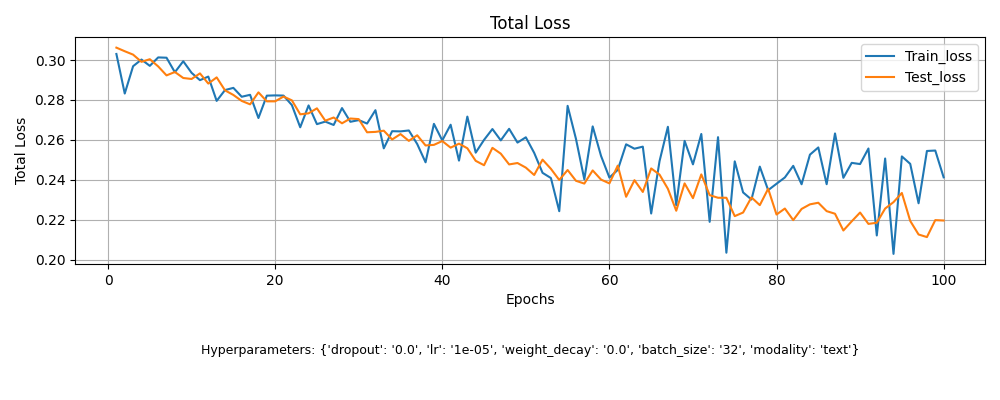 Total Loss
Total Loss
0.30
0.28
0.26
0.24
0.22
0.20
Train_loss
Test_loss
0
20
40
60
80
100
Epochs
Hyperparameters: {'dropout': '0.0', 'lr': '1e-05', 'weight_decay': '0.0', 'batch_size': '32', 'modality': 'text'}